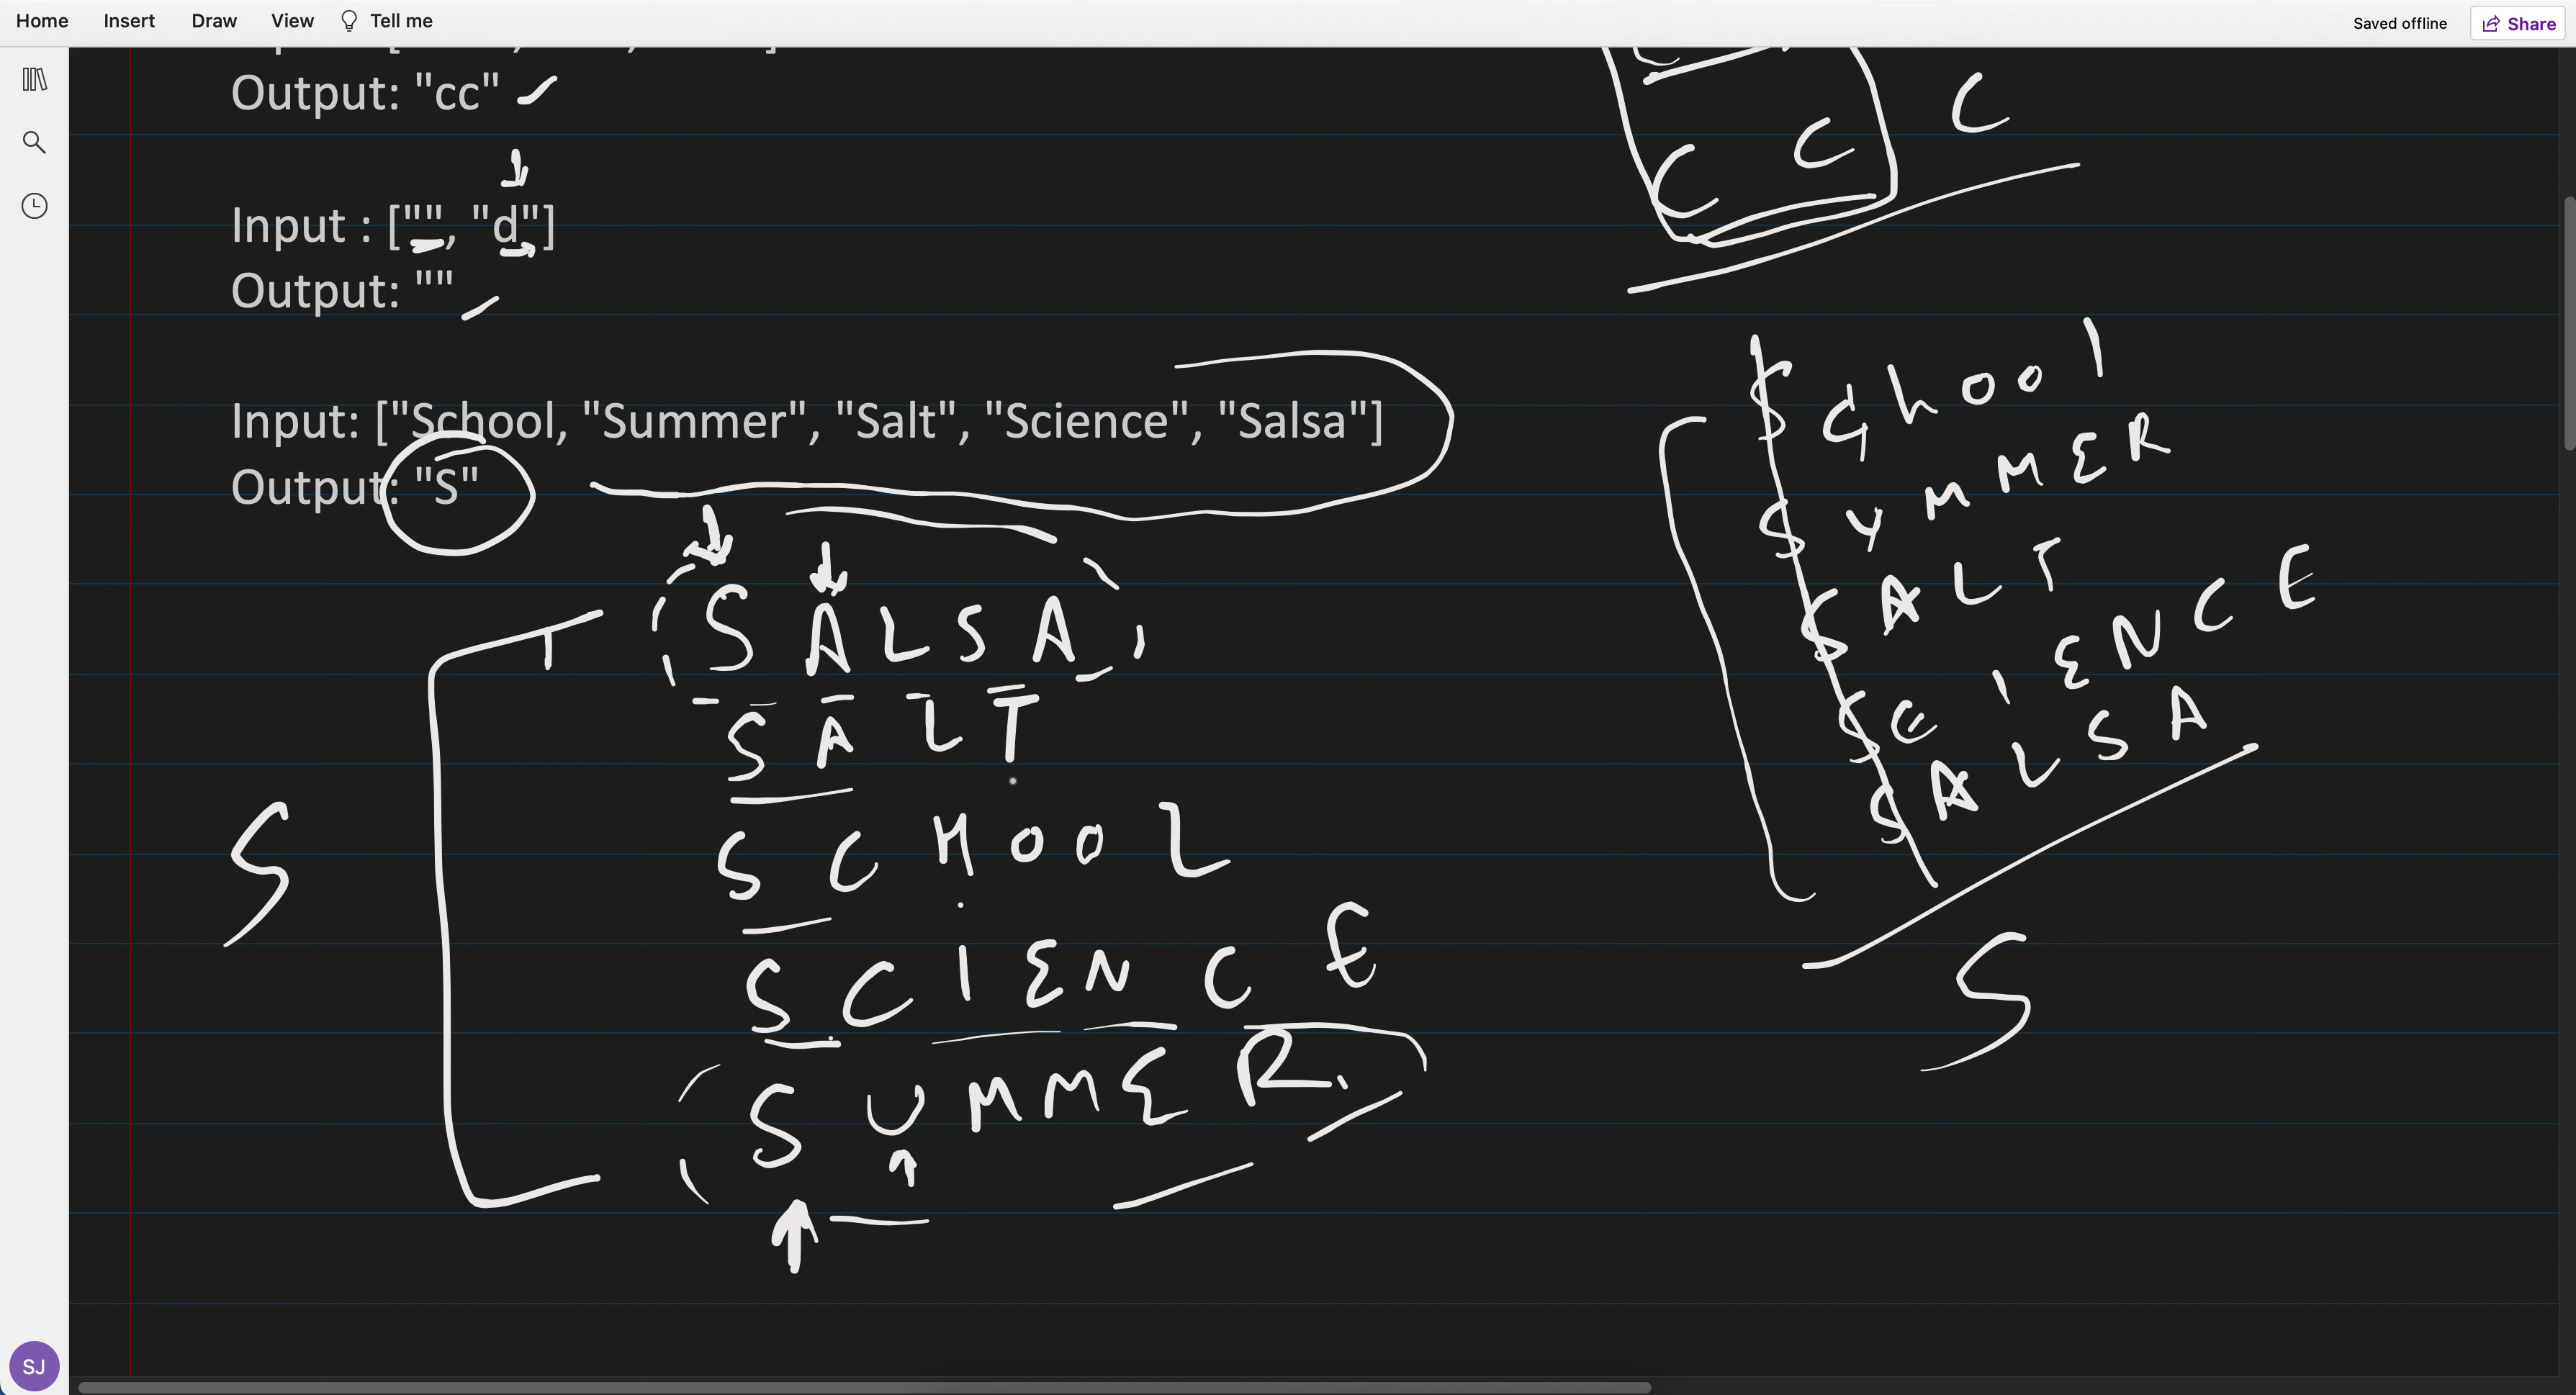 Home Insert Draw View Tell me Saved offline Share
Output: "cc"
C C C
Input : ["", "d"]
Output: ""
Input: ["School, "Summer", "Salt", "Science", "Salsa"]
Output: "S"
SALSA
SALT
SCHOOL
SCIENCE
SUMMER
S
School
SUMMER
SALT
SCIENCE
SALSA
S
SJ